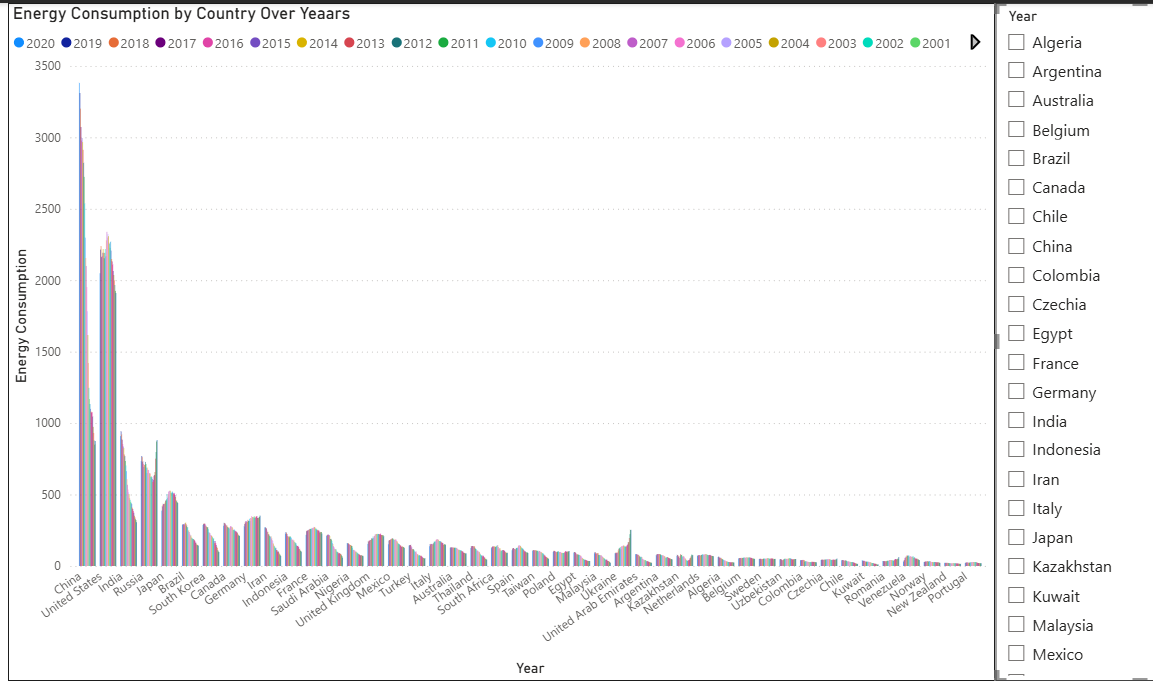 Energy Consumption by Country Over Yeaars
2020 2019 2018 2017 2016 2015 2014 2013 2012 2011 2010 2009 2008 2007 2006 2005 2004 2003 2002 2001
3500
3000
2500
2000
1500
1000
500
0
Energy Consumption
China
United States
India
Russia
Japan
Brazil
South Korea
Canada
Germany
Iran
Indonesia
France
Saudi Arabia
Nigeria
United Kingdom
Mexico
Turkey
Italy
Australia
Thailand
South Africa
Spain
Taiwan
Poland
Egypt
Malaysia
Ukraine
United Arab Emirates
Argentina
Kazakhstan
Netherlands
Algeria
Belgium
Sweden
Uzbekistan
Colombia
Czechia
Chile
Kuwait
Romania
Venezuela
Norway
New Zealand
Portugal
Year
Year
Algeria
Argentina
Australia
Belgium
Brazil
Canada
Chile
China
Colombia
Czechia
Egypt
France
Germany
India
Indonesia
Iran
Italy
Japan
Kazakhstan
Kuwait
Malaysia
Mexico